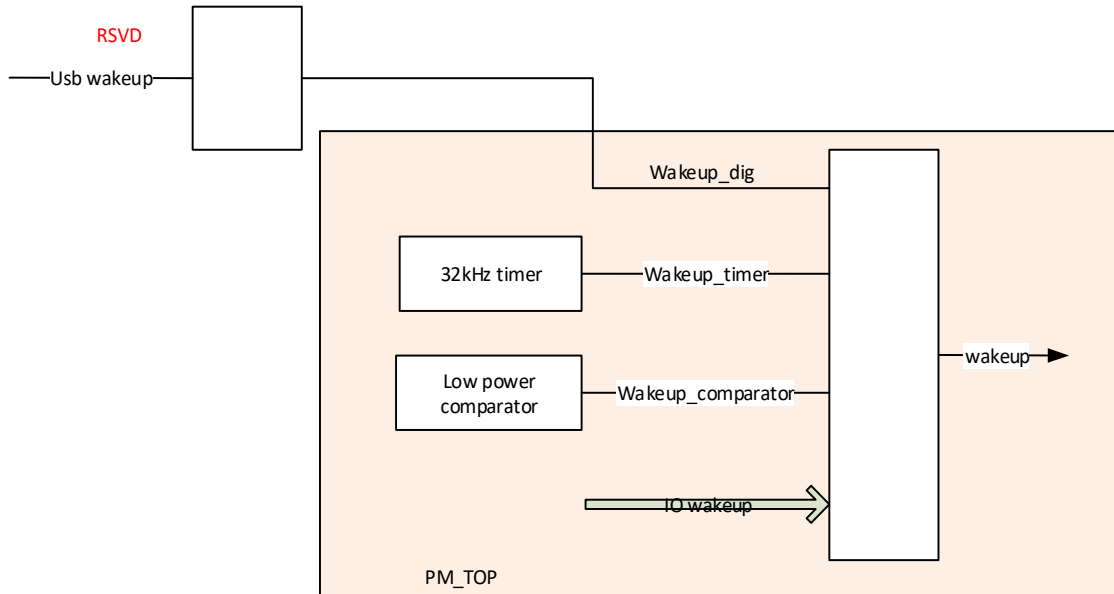 RSVD
Usb wakeup
Wakeup_dig
32kHz timer
Wakeup_timer
wakeup
Low power
comparator
Wakeup_comparator
IO wakeup
PM_TOP